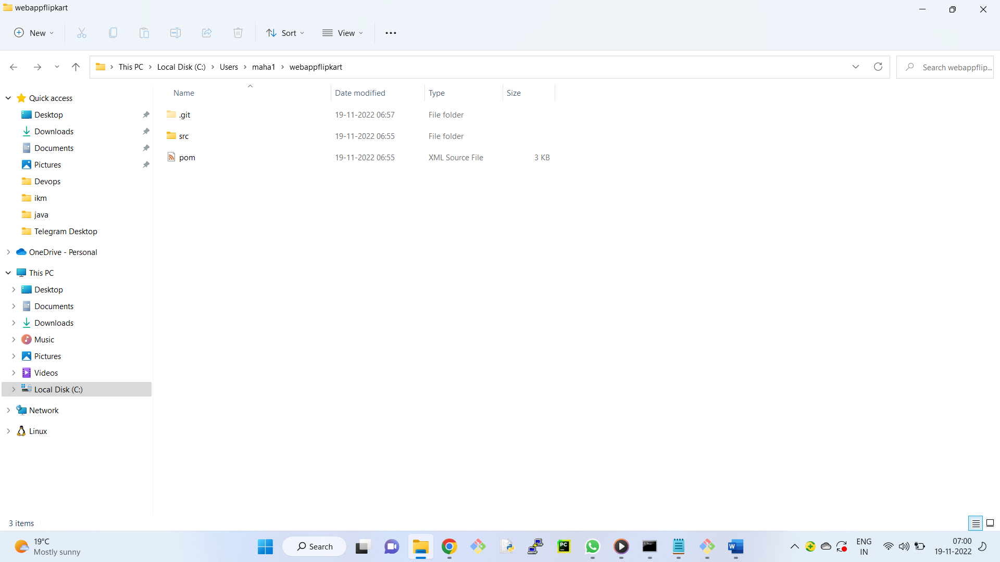 webappflipkart
New
Sort
View
This PC > Local Disk (C:) > Users > maha1 > webappflipkart
Search webappflip...
Name Date modified Type Size
.git 19-11-2022 06:57 File folder
src 19-11-2022 06:55 File folder
pom 19-11-2022 06:55 XML Source File 3 KB
Quick access
Desktop
Downloads
Documents
Pictures
Devops
ikm
java
Telegram Desktop
OneDrive - Personal
This PC
Desktop
Documents
Downloads
Music
Pictures
Videos
Local Disk (C:)
Network
Linux
3 items
19°C
Mostly sunny
Search
PC
W
ENG
IN
07:00
19-11-2022